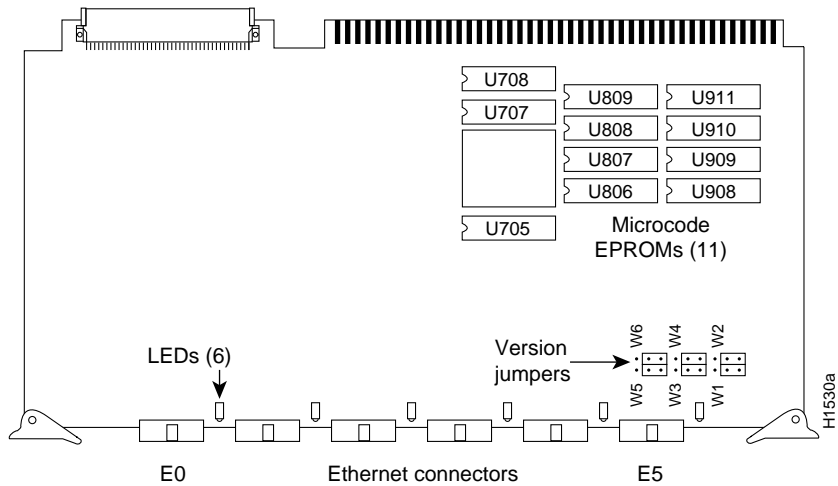 U708
U809 U911
U707
U808 U910
U807 U909
U806 U908
U705
Microcode
EPROMs (11)
LEDs (6)
Version
jumpers
W6 W4 W2
W5 W3 W1
H1530a
E0 Ethernet connectors E5